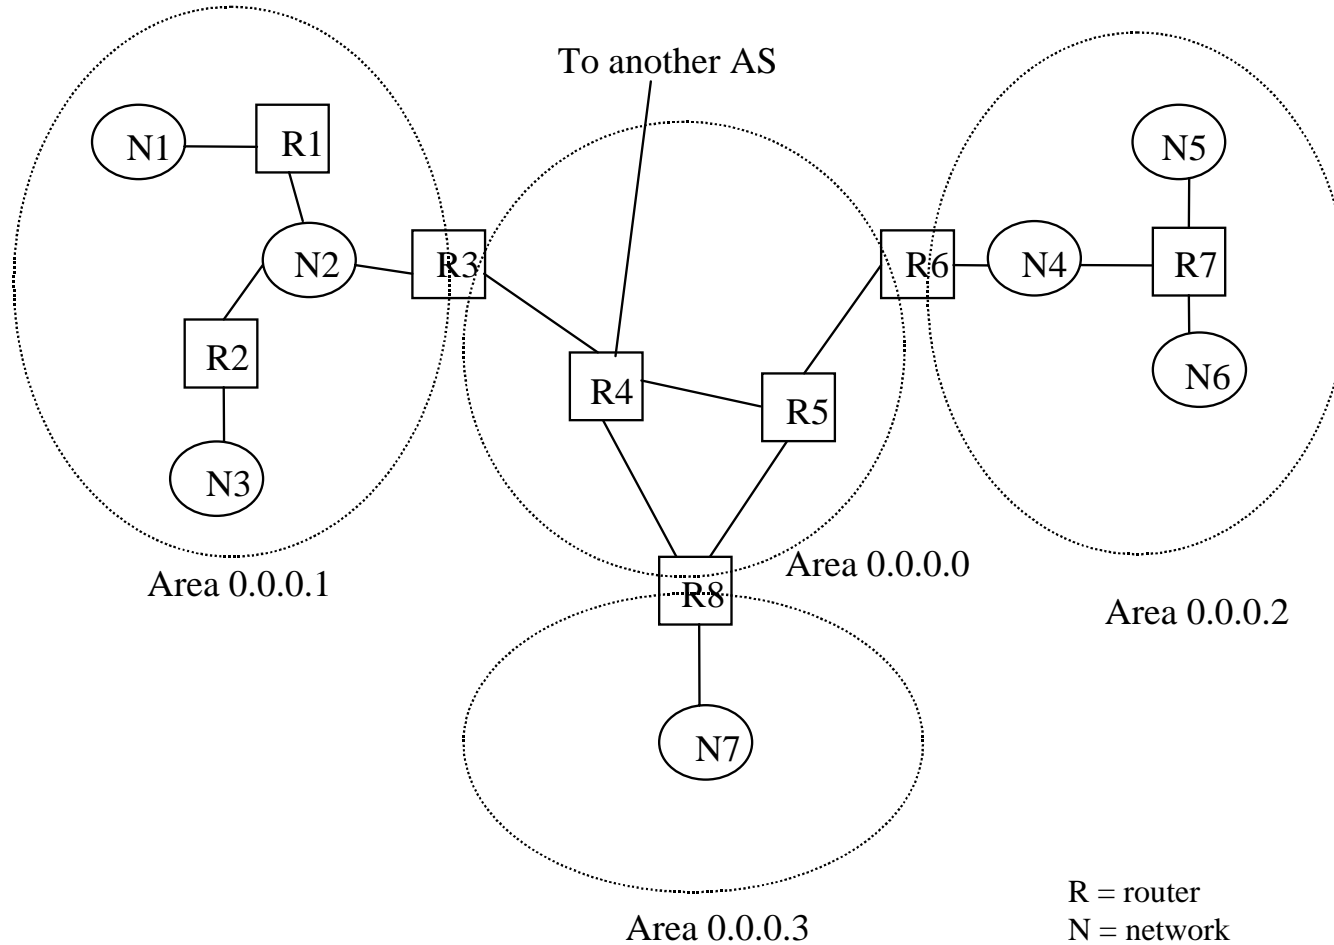 To another AS
N1
R1
N5
N2
R3
R6
N4
R7
R2
R4
R5
N6
N3
Area 0.0.0.1
Area 0.0.0.0
R8
Area 0.0.0.2
N7
R = router
Area 0.0.0.3
N = network